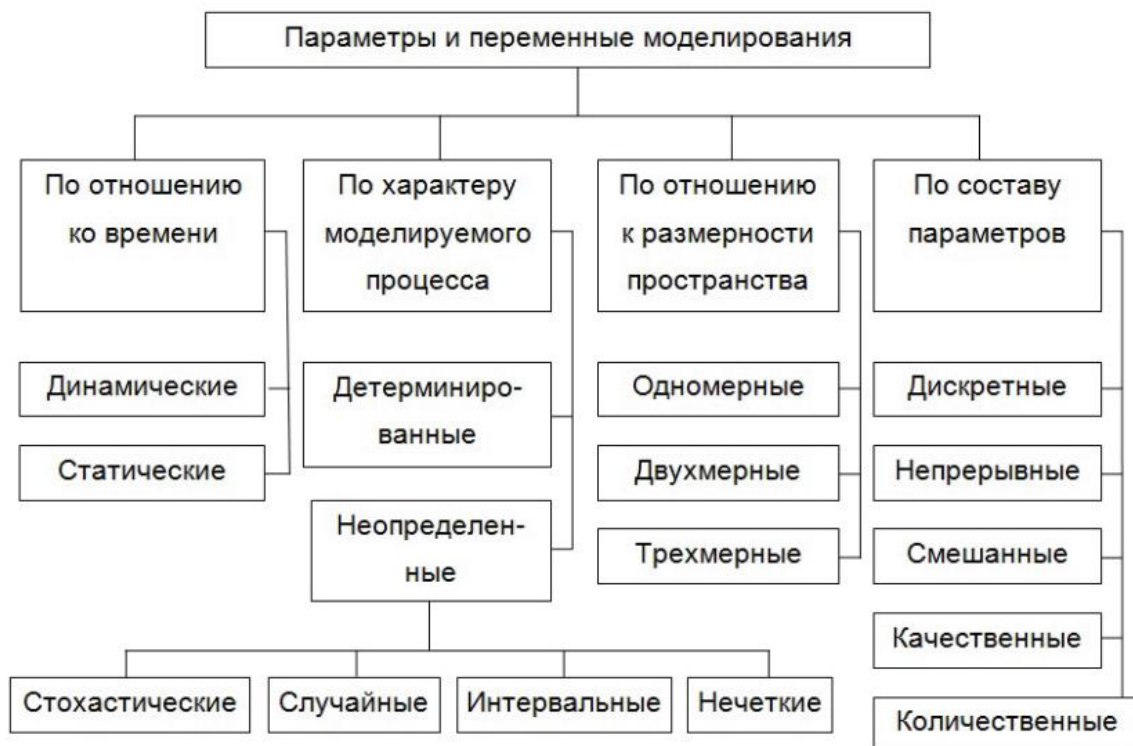 Параметры и переменные моделирования
По отношению
ко времени
По характеру
моделируемого
процесса
По отношению
к размерности
пространства
По составу
параметров
Динамические
Статические
Детерминиро-
ванные
Неопределен-
ные
Одномерные
Двухмерные
Трехмерные
Дискретные
Непрерывные
Смешанные
Качественные
Количественные
Стохастические
Случайные
Интервальные
Нечеткие